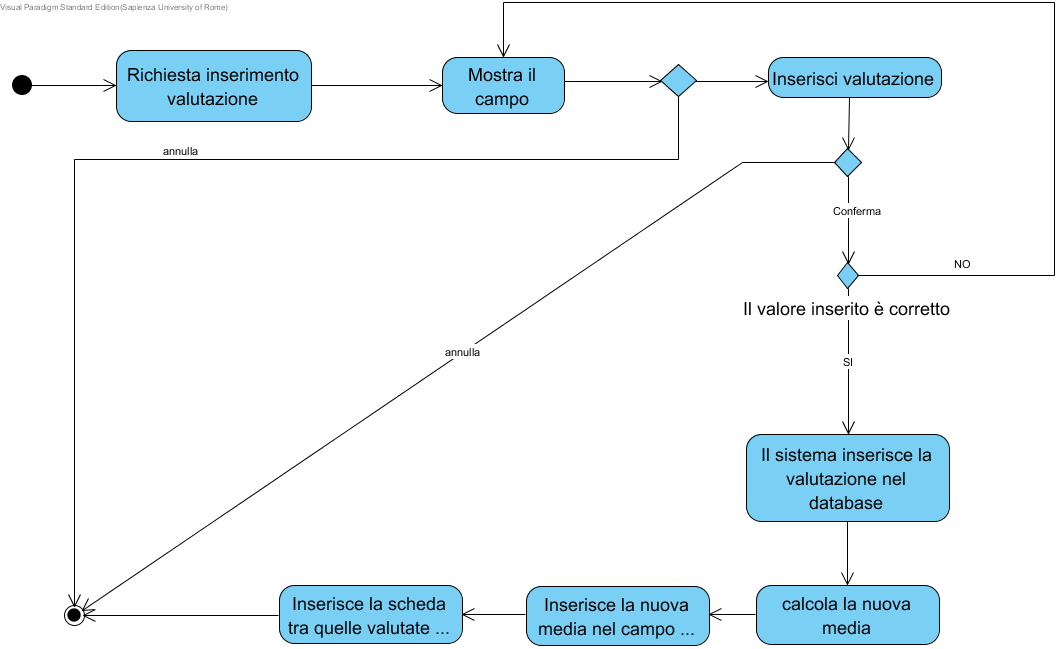 Visual Paradigm Standard Edition(Sapienza University of Rome)
Richiesta inserimento
valutazione
Mostra il
campo
Inserisci valutazione
annulla
Conferma
NO
Il valore inserito è corretto
annulla
SI
Il sistema inserisce la
valutazione nel
database
Inserisce la scheda
tra quelle valutate ...
Inserisce la nuova
media nel campo ...
calcola la nuova
media